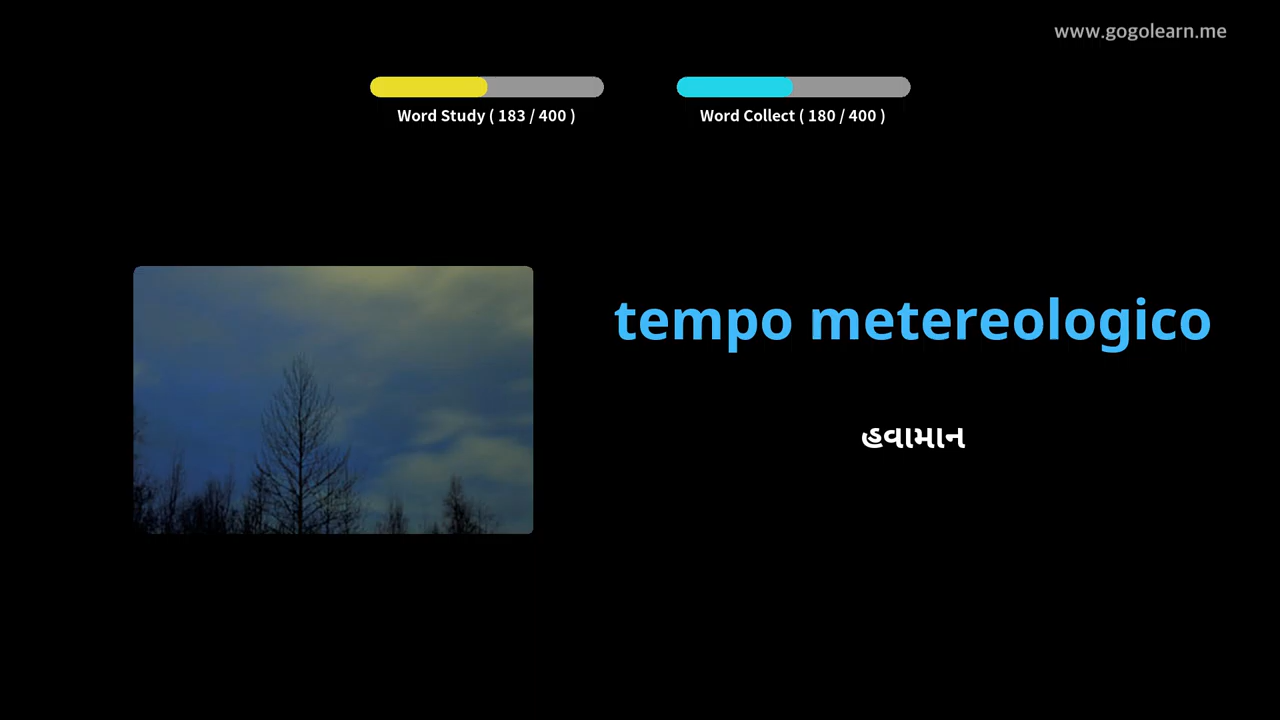 www.gogolearn.me
Word Study ( 183 / 400 )
Word Collect ( 180 / 400 )
tempo metereologico
હવામાન